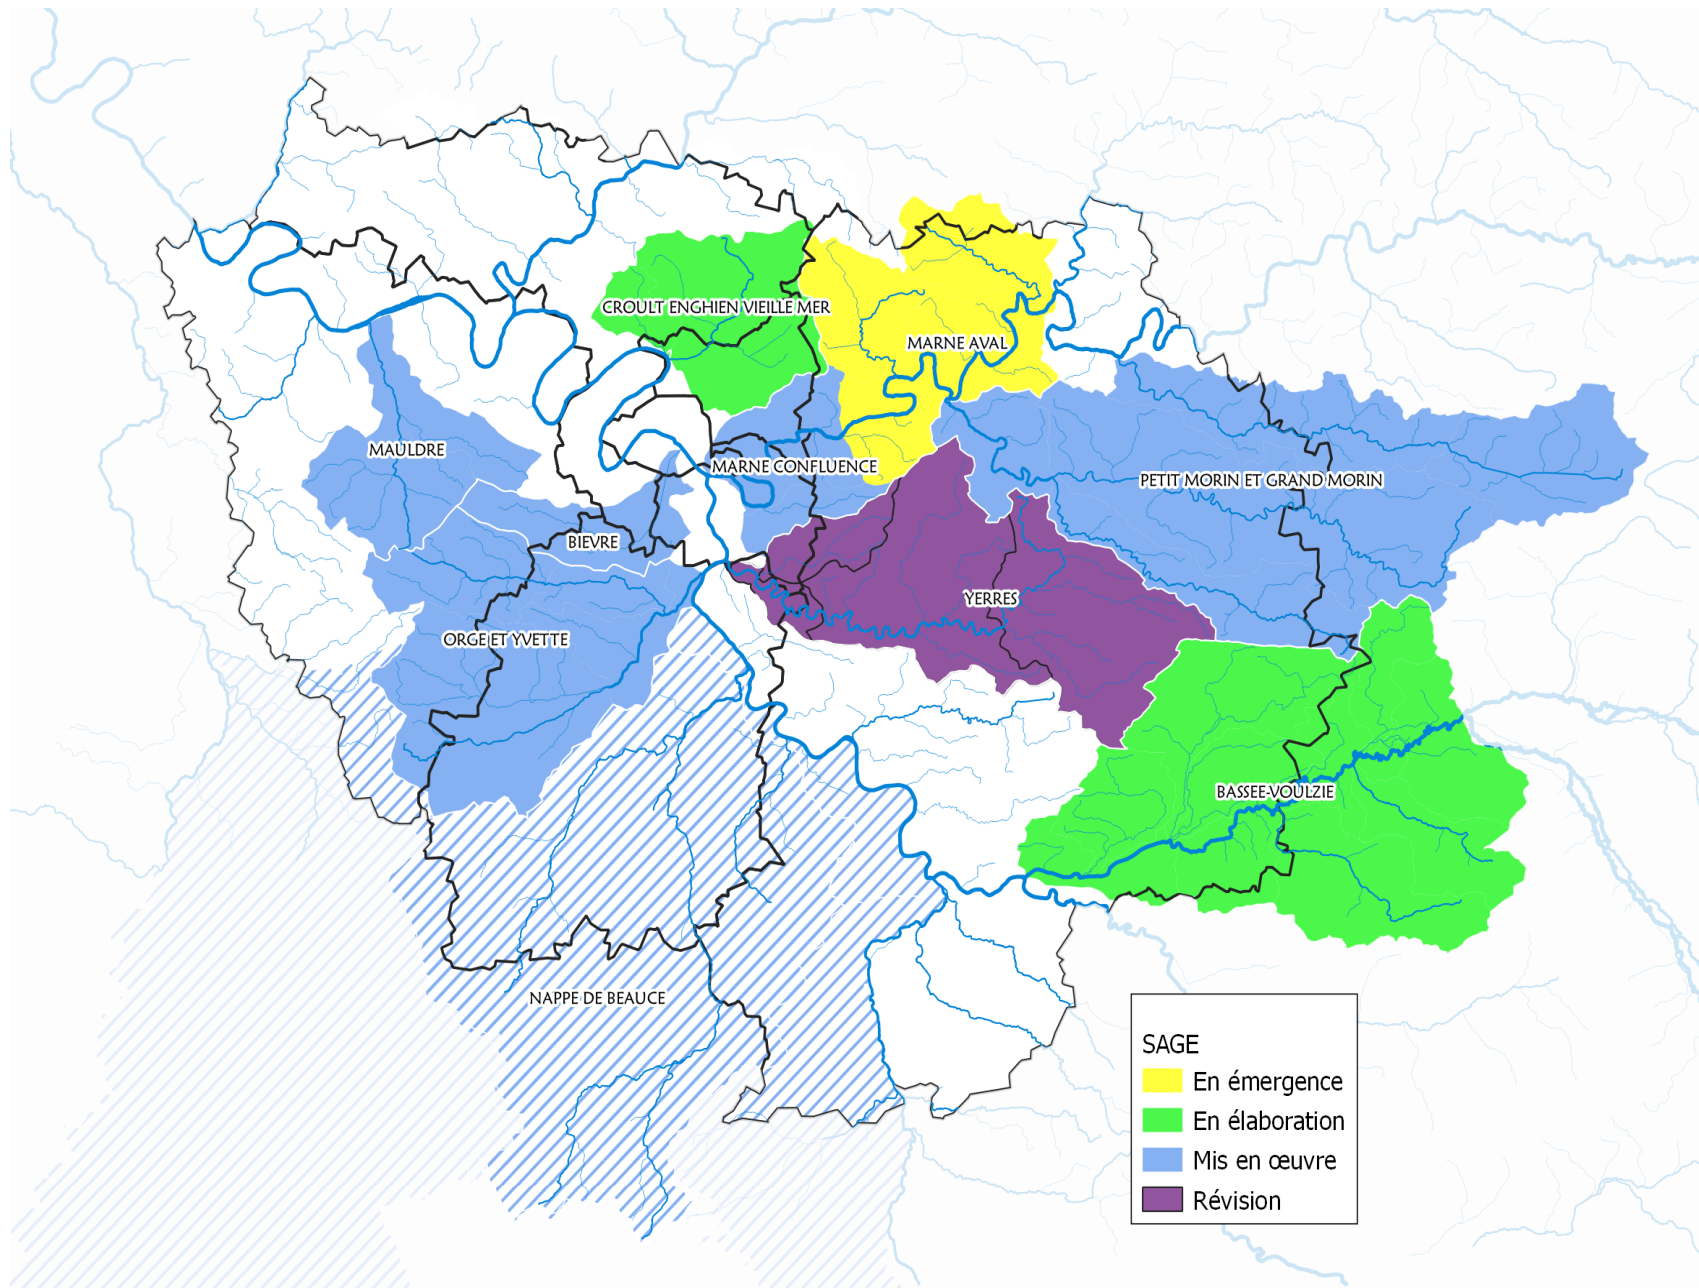 CROULT ENGHIEN VIEILLE MER
MARNE AVAL
MAULDRE
MARNE CONFLUENCE
PETIT MORIN ET GRAND MORIN
BIEVRE
YERRES
ORGE ET YVETTE
BASSEE-VOULZIE
NAPPE DE BEAUCE
SAGE
En émergence
En élaboration
Mis en œuvre
Révision